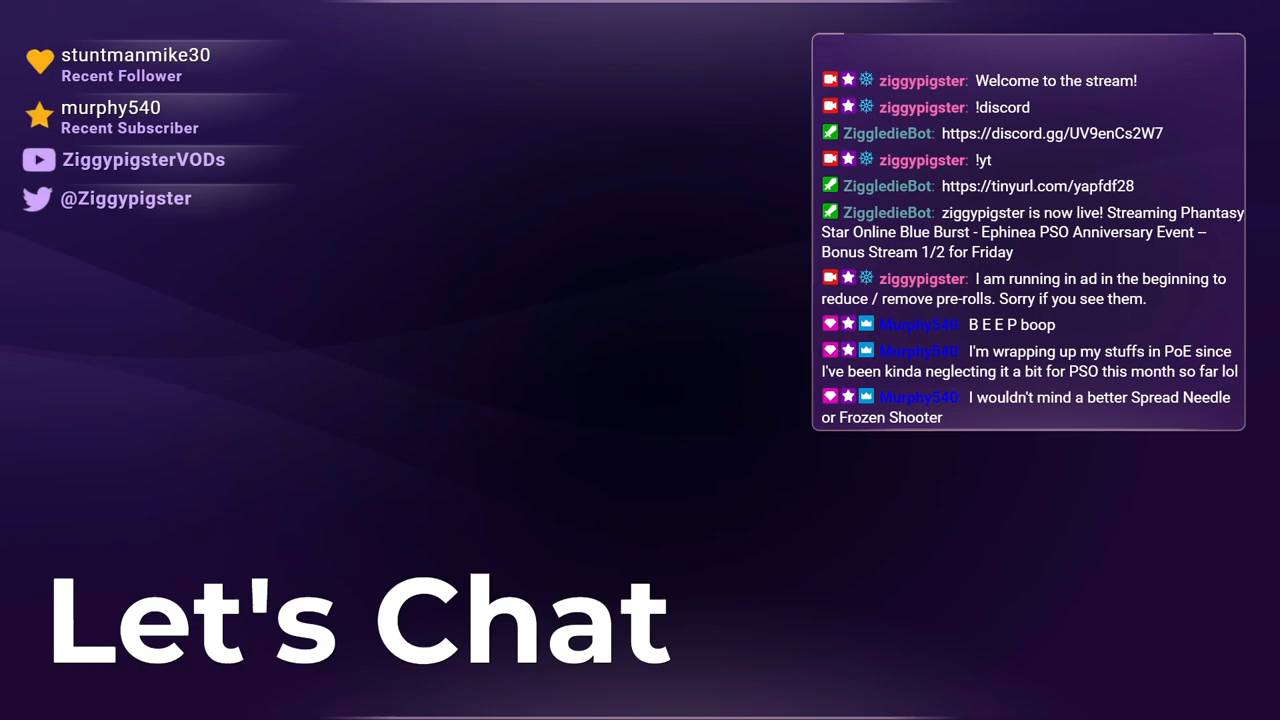 stuntmanmike30
Recent Follower
murphy540
Recent Subscriber
ZiggypigsterVODs
@Ziggypigster
ziggypigster: Welcome to the stream!
ziggypigster: !discord
ZiggledieBot: https://discord.gg/UV9enCs2W7
ziggypigster: !yt
ZiggledieBot: https://tinyurl.com/yapfdf28
ZiggledieBot: ziggypigster is now live! Streaming Phantasy
Star Online Blue Burst - Ephinea PSO Anniversary Event –
Bonus Stream 1/2 for Friday
ziggypigster: I am running in ad in the beginning to
reduce / remove pre-rolls. Sorry if you see them.
Murphy540: B E E P boop
Murphy540: I'm wrapping up my stuffs in PoE since
I've been kinda neglecting it a bit for PSO this month so far lol
Murphy540: I wouldn't mind a better Spread Needle
or Frozen Shooter
Let's Chat